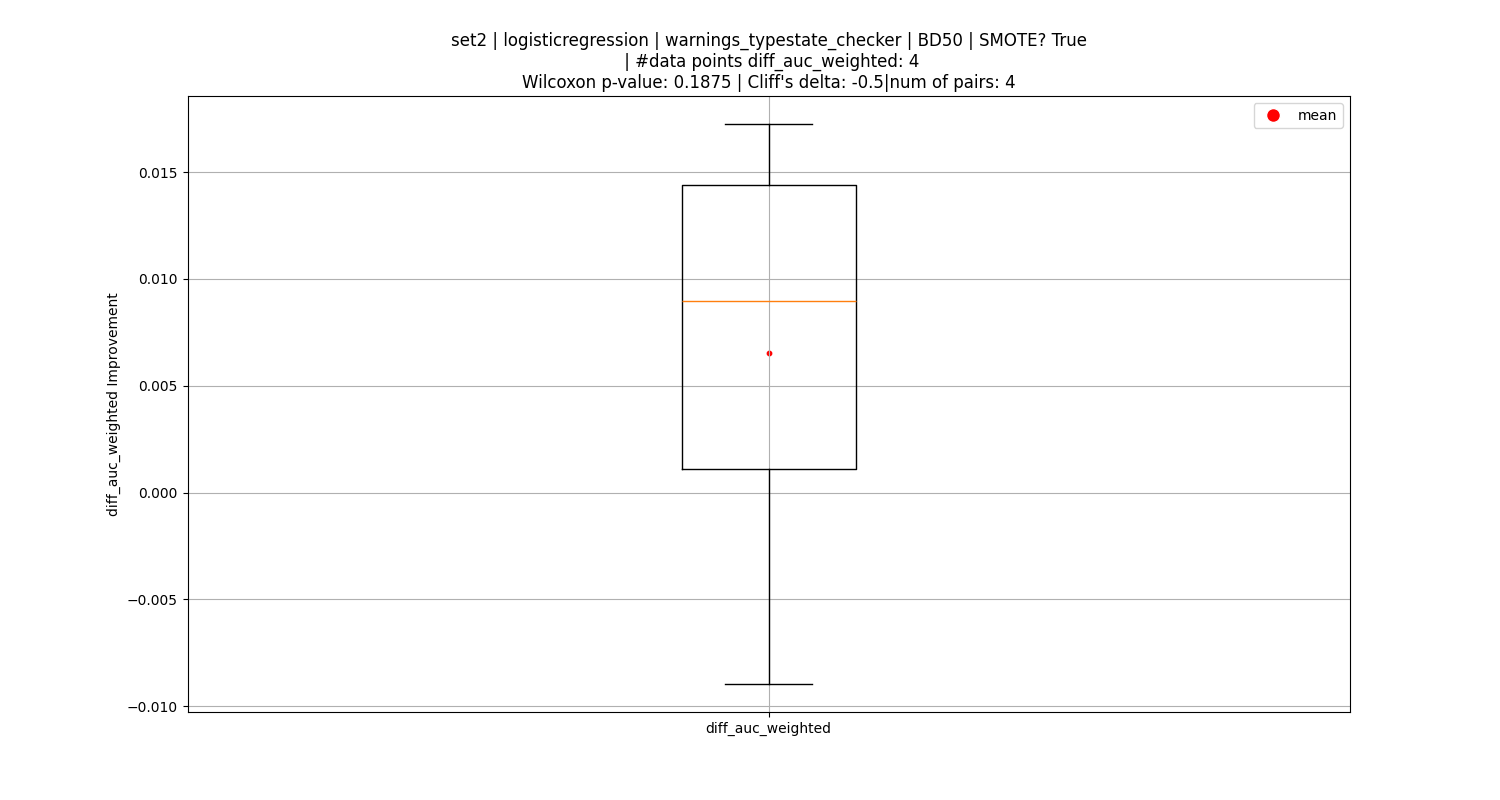 set2 | logisticregression | warnings_typestate_checker | BD50 | SMOTE? True
| #data points diff_auc_weighted: 4
Wilcoxon p-value: 0.1875 | Cliff's delta: -0.5|num of pairs: 4
mean
0.015
0.010
0.005
0.000
−0.005
−0.010
diff_auc_weighted Improvement
diff_auc_weighted